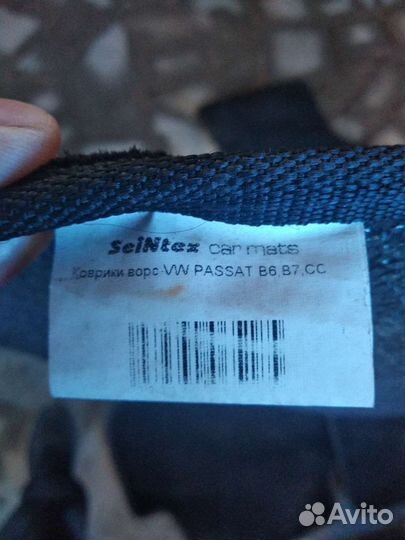 SeiNtex car mats
Коврики ворс VW PASSAT B6,B7,CC
Avito